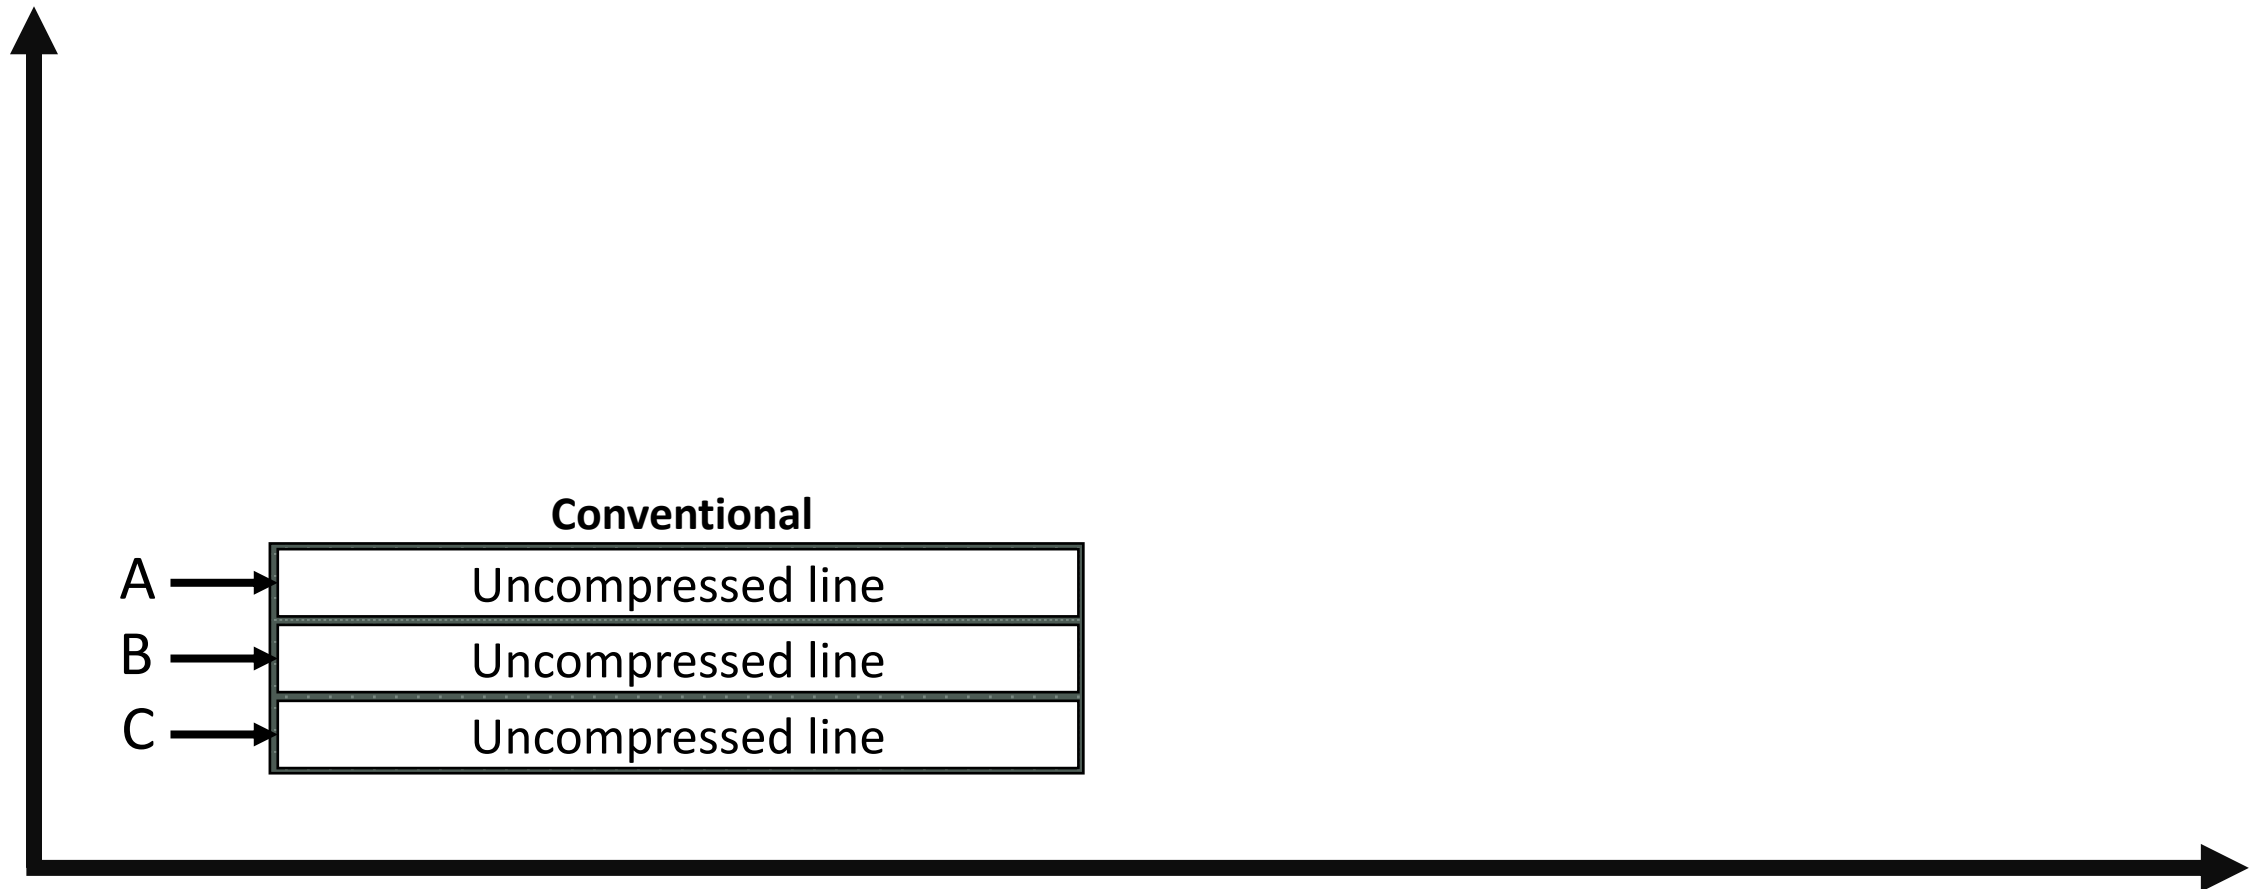 Conventional
A Uncompressed line
B Uncompressed line
C Uncompressed line